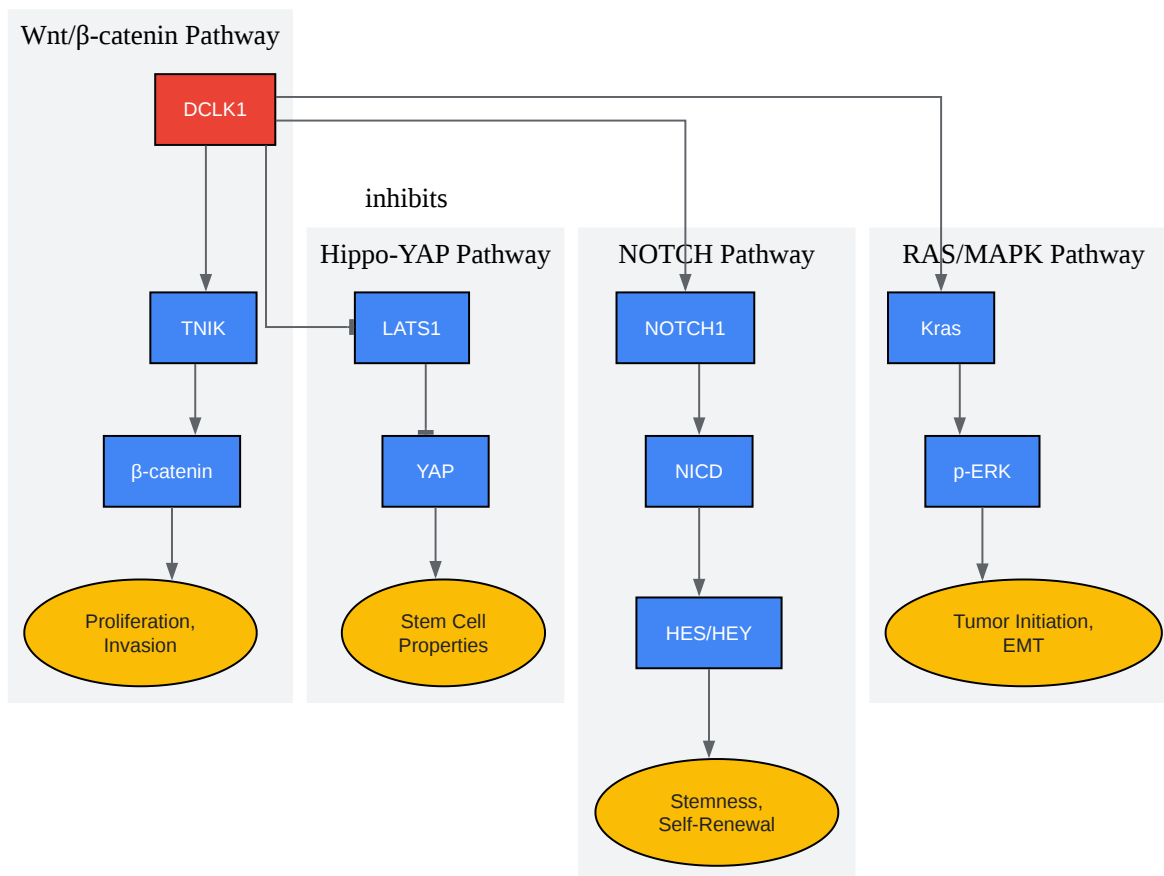 Wnt/β-catenin Pathway
DCLK1
inhibits
Hippo-YAP Pathway
NOTCH Pathway
RAS/MAPK Pathway
TNIK
LATS1
NOTCH1
Kras
β-catenin
YAP
NICD
p-ERK
Proliferation,
Invasion
Stem Cell
Properties
HES/HEY
Tumor Initiation,
EMT
Stemness,
Self-Renewal